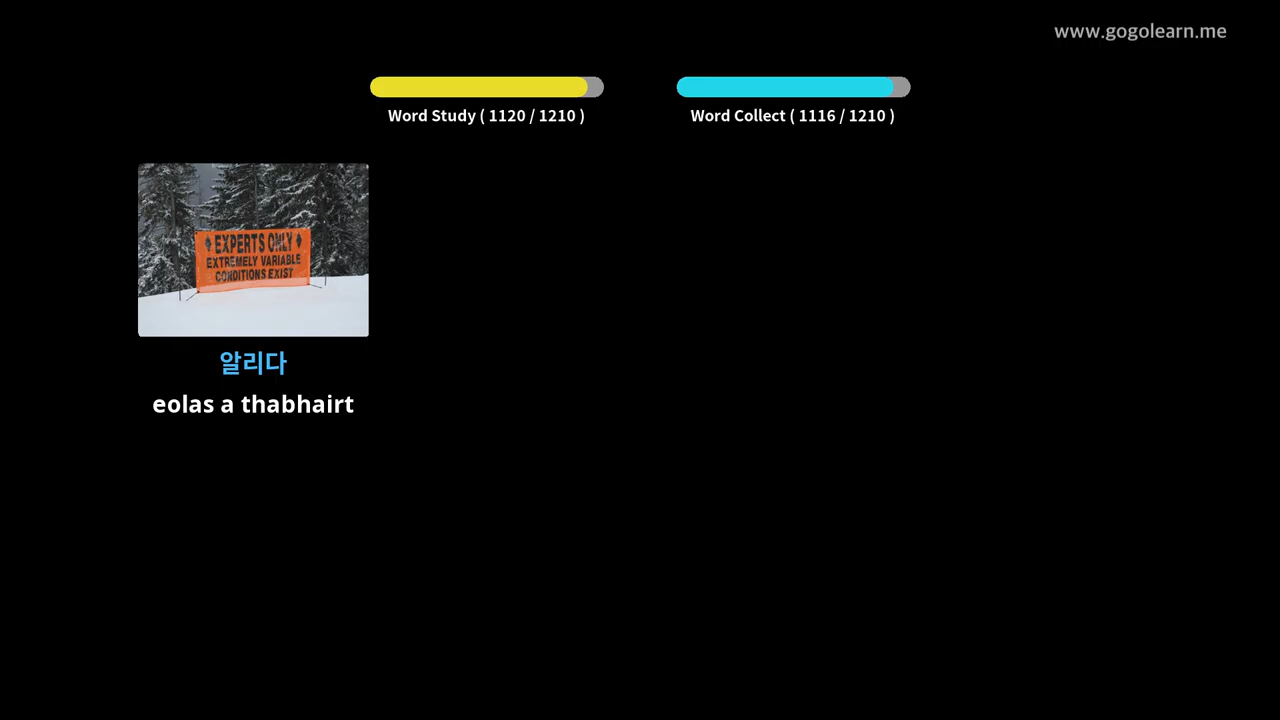 www.gogolearn.me
Word Study ( 1120 / 1210 )
Word Collect ( 1116 / 1210 )
EXPERTS ONLY
EXTREMELY VARIABLE
CONDITIONS EXIST
알리다
eolas a thabhairt